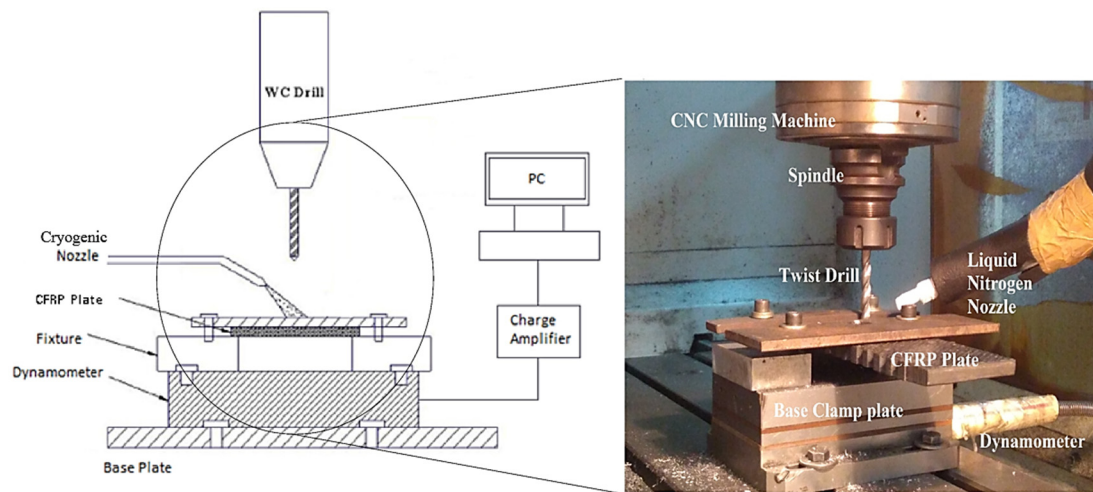 WC Drill
PC
Cryogenic
Nozzle
CFRP Plate
Fixture
Dynamometer
Charge
Amplifier
Base Plate
CNC Milling Machine
Spindle
Twist Drill
Liquid
Nitrogen
Nozzle
CFRP Plate
Base Clamp plate
Dynamometer